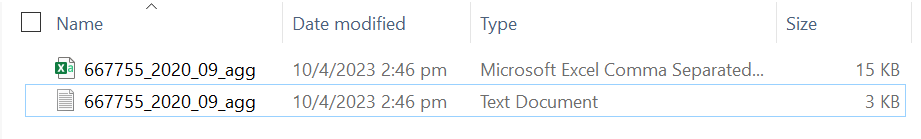 Name Date modified Type Size
667755_2020_09_agg 10/4/2023 2:46 pm Microsoft Excel Comma Separated... 15 KB
667755_2020_09_agg 10/4/2023 2:46 pm Text Document 3 KB